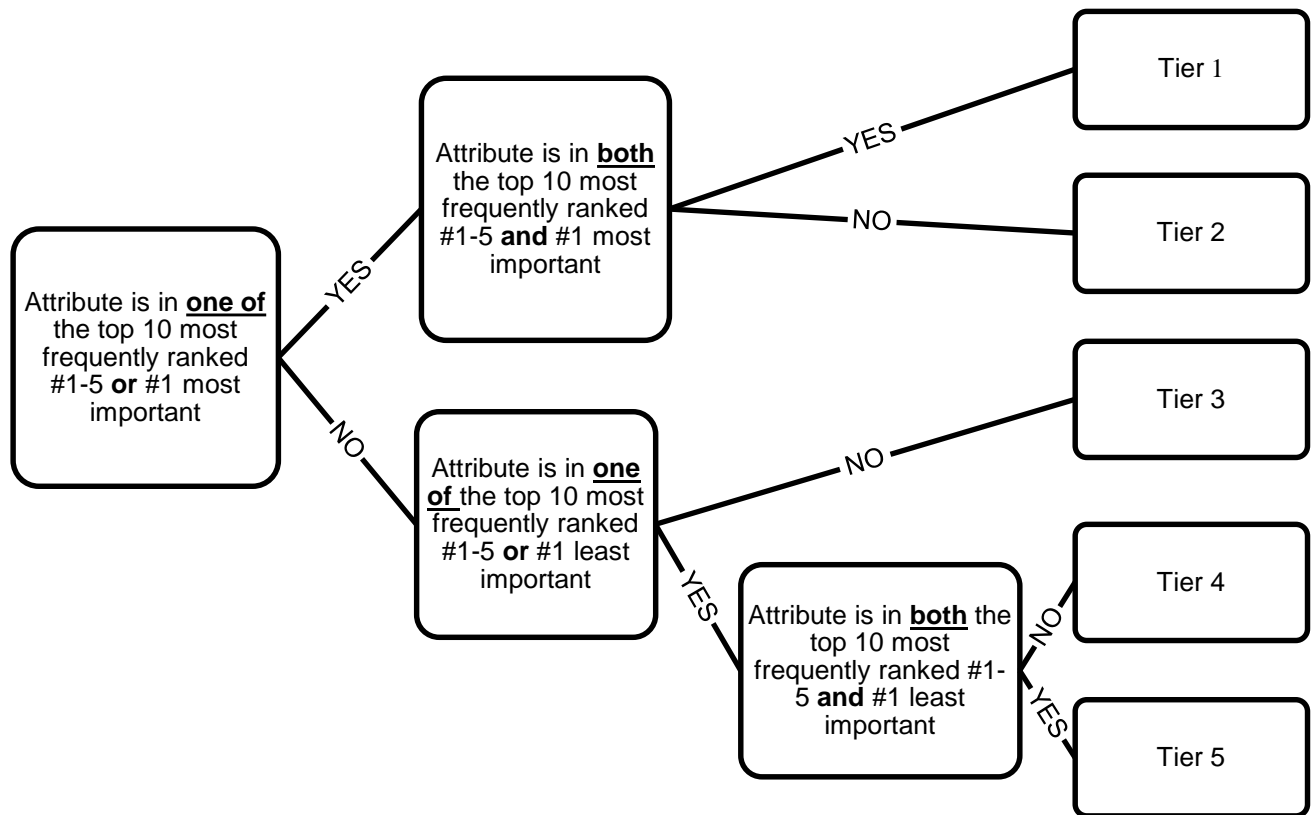 Attribute is in one of
the top 10 most
frequently ranked
#1-5 or #1 most
important
YES
NO
Attribute is in both
the top 10 most
frequently ranked
#1-5 and #1 most
important
YES
NO
Attribute is in one
of the top 10 most
frequently ranked
#1-5 or #1 least
important
NO
YES
Attribute is in both the
top 10 most
frequently ranked #1-
5 and #1 least
important
NO
YES
Tier 1
Tier 2
Tier 3
Tier 4
Tier 5